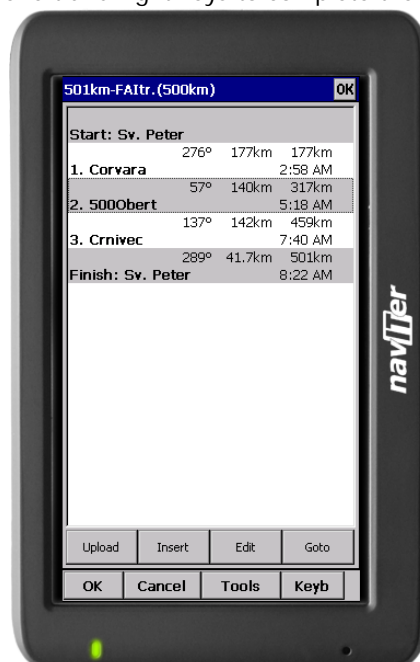 501km-FAItr.(500km) OK
Start: Sv. Peter
276° 177km 177km
1. Corvara 2:58 AM
57° 140km 317km
2. 500Obert 5:18 AM
137° 142km 459km
3. Crnivec 7:40 AM
289° 41.7km 501km
Finish: Sv. Peter 8:22 AM
Upload Insert Edit Goto
OK Cancel Tools Keyb
naviter